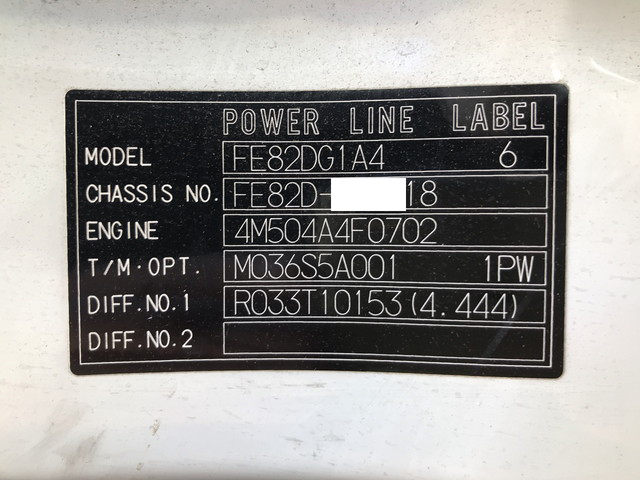 POWER LINE LABEL
MODEL FE82DG1A4 6
CHASSIS NO. FE82D- 18
ENGINE 4M504A4F0702
T/M·OPT. M036S5A001 1PW
DIFF.NO.1 R033T10153(4.444)
DIFF.NO.2